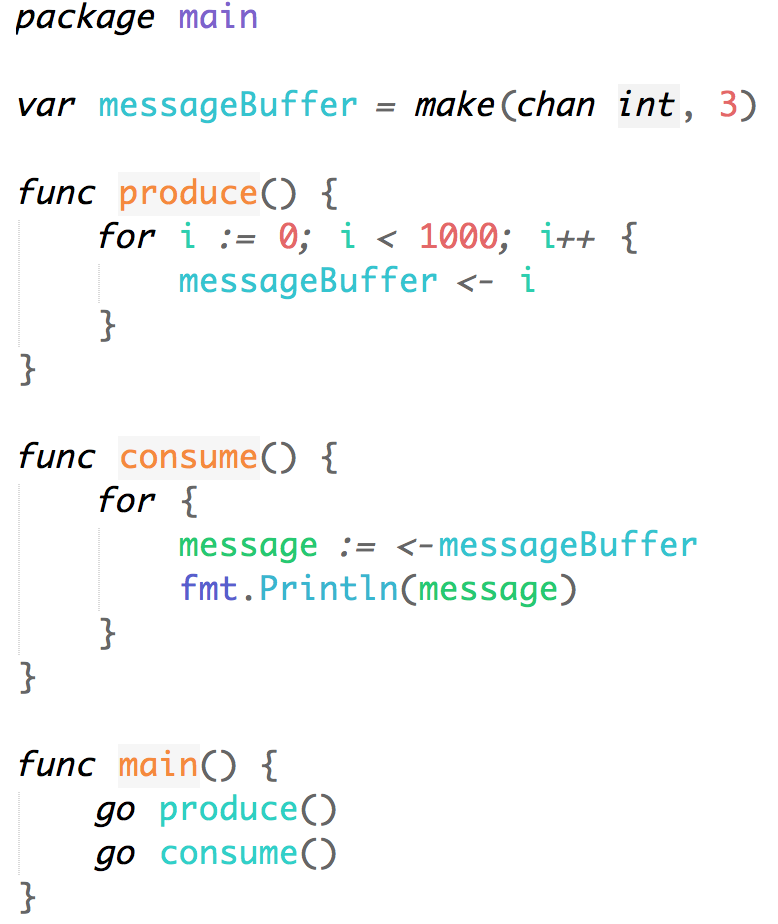 package main
var messageBuffer = make(chan int, 3)
func produce() {
for i := 0; i < 1000; i++ {
messageBuffer <- i
}
}
func consume() {
for {
message := <-messageBuffer
fmt.Println(message)
}
}
func main() {
go produce()
go consume()
}